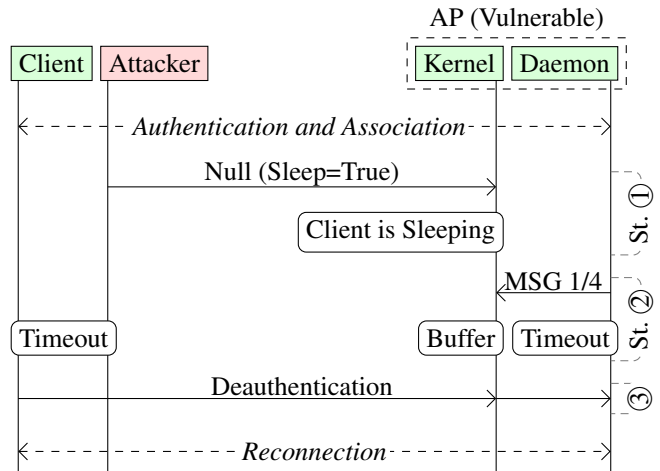 AP (Vulnerable)
Client Attacker Kernel Daemon
Authentication and Association
Null (Sleep=True)
Client is Sleeping
St. ①
MSG 1/4
Timeout Buffer Timeout
St. ②
Deauthentication
③
Reconnection